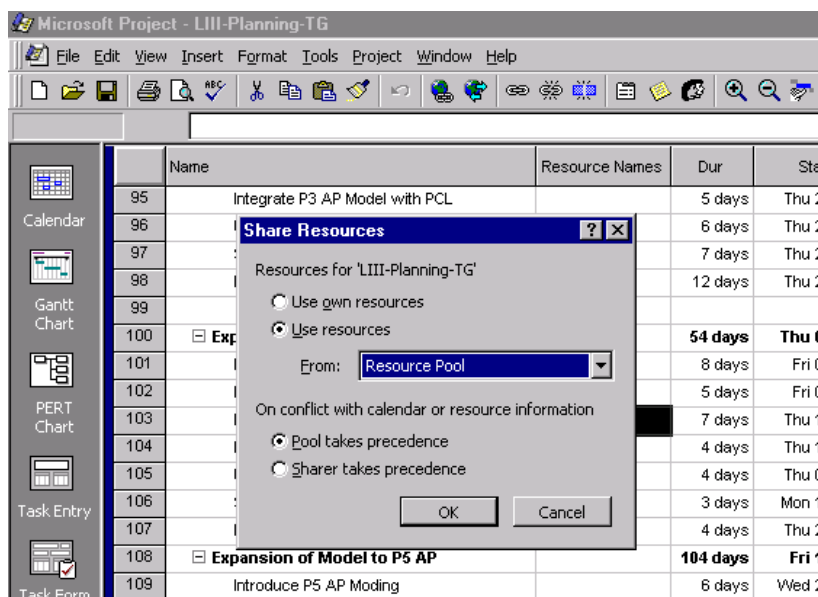 Microsoft Project - LIII-Planning-TG
File Edit View Insert Format Tools Project Window Help
ABC
Name Resource Names Dur
95 Integrate P3 AP Model with PCL 5 days Thu
Calendar
96 6 days Thu
97 7 days Thu
98 12 days Thu
Gantt Chart
99
100 54 days Thu
101 8 days Fri
PERT Chart
102 5 days Fri
103 7 days Thu
104 4 days Thu
105 4 days Thu
Task Entry
106 3 days Mon
107 4 days Thu
108 Expansion of Model to P5 AP 104 days Fri
109 Introduce P5 AP Moding 6 days Wed
Task Form
Share Resources
Resources for 'LIII-Planning-TG'
Use own resources
Use resources
From: Resource Pool
On conflict with calendar or resource information
Pool takes precedence
Sharer takes precedence
OK Cancel